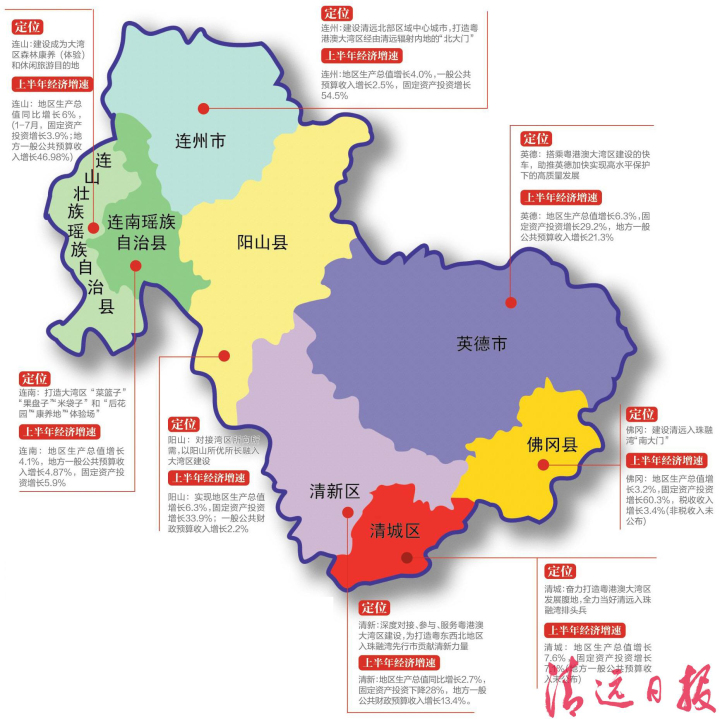 定位
连山:建设成为大湾
区森林康养（体验）
和休闲旅游目的地
上半年经济增速
连山：地区生产总
值同比增长6%，
(1-7月，固定资产
投资增长3.9%；地
方一般公共预算收
入增长46.98%）
定位
连州：建设清远北部区域中心城市，打造粤
港澳大湾区经由清远辐射内地的“北大门”
上半年经济增速
连州:地区生产总值增长4.0%，一般公共
预算收入增长2.5%，固定资产投资增长
54.5%
定位
英德：搭乘粤港澳大湾区建设的快
车，助推英德加快实现高水平保护
下的高质量发展
上半年经济增速
英德：地区生产总值增长6.3%,固
定资产投资增长29.2%，地方一般
公共预算收入增长21.3%
连州市
连山壮族瑶族自治县
连南瑶族
自治县
阳山县
英德市
佛冈县
清新区
清城区
定位
连南：打造大湾区“菜篮子”
“果盘子”“米袋子”和“后花
园”“康养地”“体验场”
上半年经济增速
连南：地区生产总值增长
4.1%，地方一般公共预算收
入增长4.87%，固定资产投
资增长5.9%
定位
阳山：对接湾区所向所
需,以阳山所优所长融入
大湾区建设
上半年经济增速
阳山：实现地区生产总值
增长6.3%,固定资产投资
增长33.9%；一般公共财
政预算收入增长2.2%
定位
佛冈：建设清远入珠融
湾“南大门”
上半年经济增速
佛冈：地区生产总值增
长3.2%，固定资产投资
增长60.3%，税收收入
增长3.4%(非税收入未
公布）
定位
清新:深度对接、参与、服务粤港澳
大湾区建设,为打造粤东西北地区
入珠融湾先行市贡献清新力量
上半年经济增速
清新:地区生产总值同比增长2.7%，
固定资产投资下降28%，地方一般
公共财政预算收入增长13.4%。
定位
清城:奋力打造粤港澳大湾区
发展腹地,全力当好清远入珠
融湾排头兵
上半年经济增速
清城：地区生产总值增长
7.6%，固定资产投资增长
地方一般公共预算收
入未公布）
清远日报